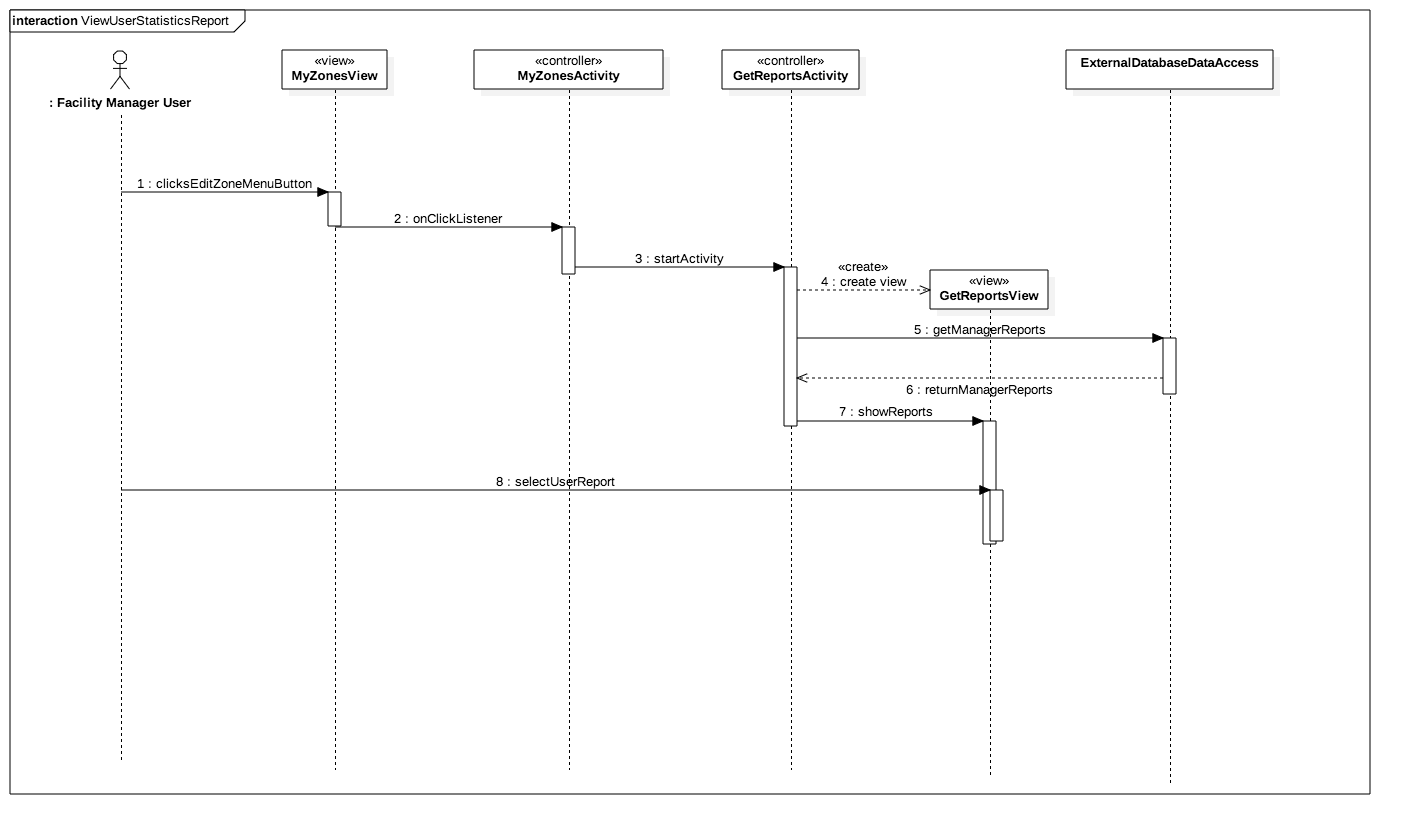 interaction ViewUserStatisticsReport
«view»
MyZonesView
«controller»
MyZonesActivity
«controller»
GetReportsActivity
ExternalDatabaseDataAccess
: Facility Manager User
1 : clicksEditZoneMenuButton
2 : onClickListener
3 : startActivity
«create»
4 : create view
«view»
GetReportsView
5 : getManagerReports
6 : returnManagerReports
7 : showReports
8 : selectUserReport